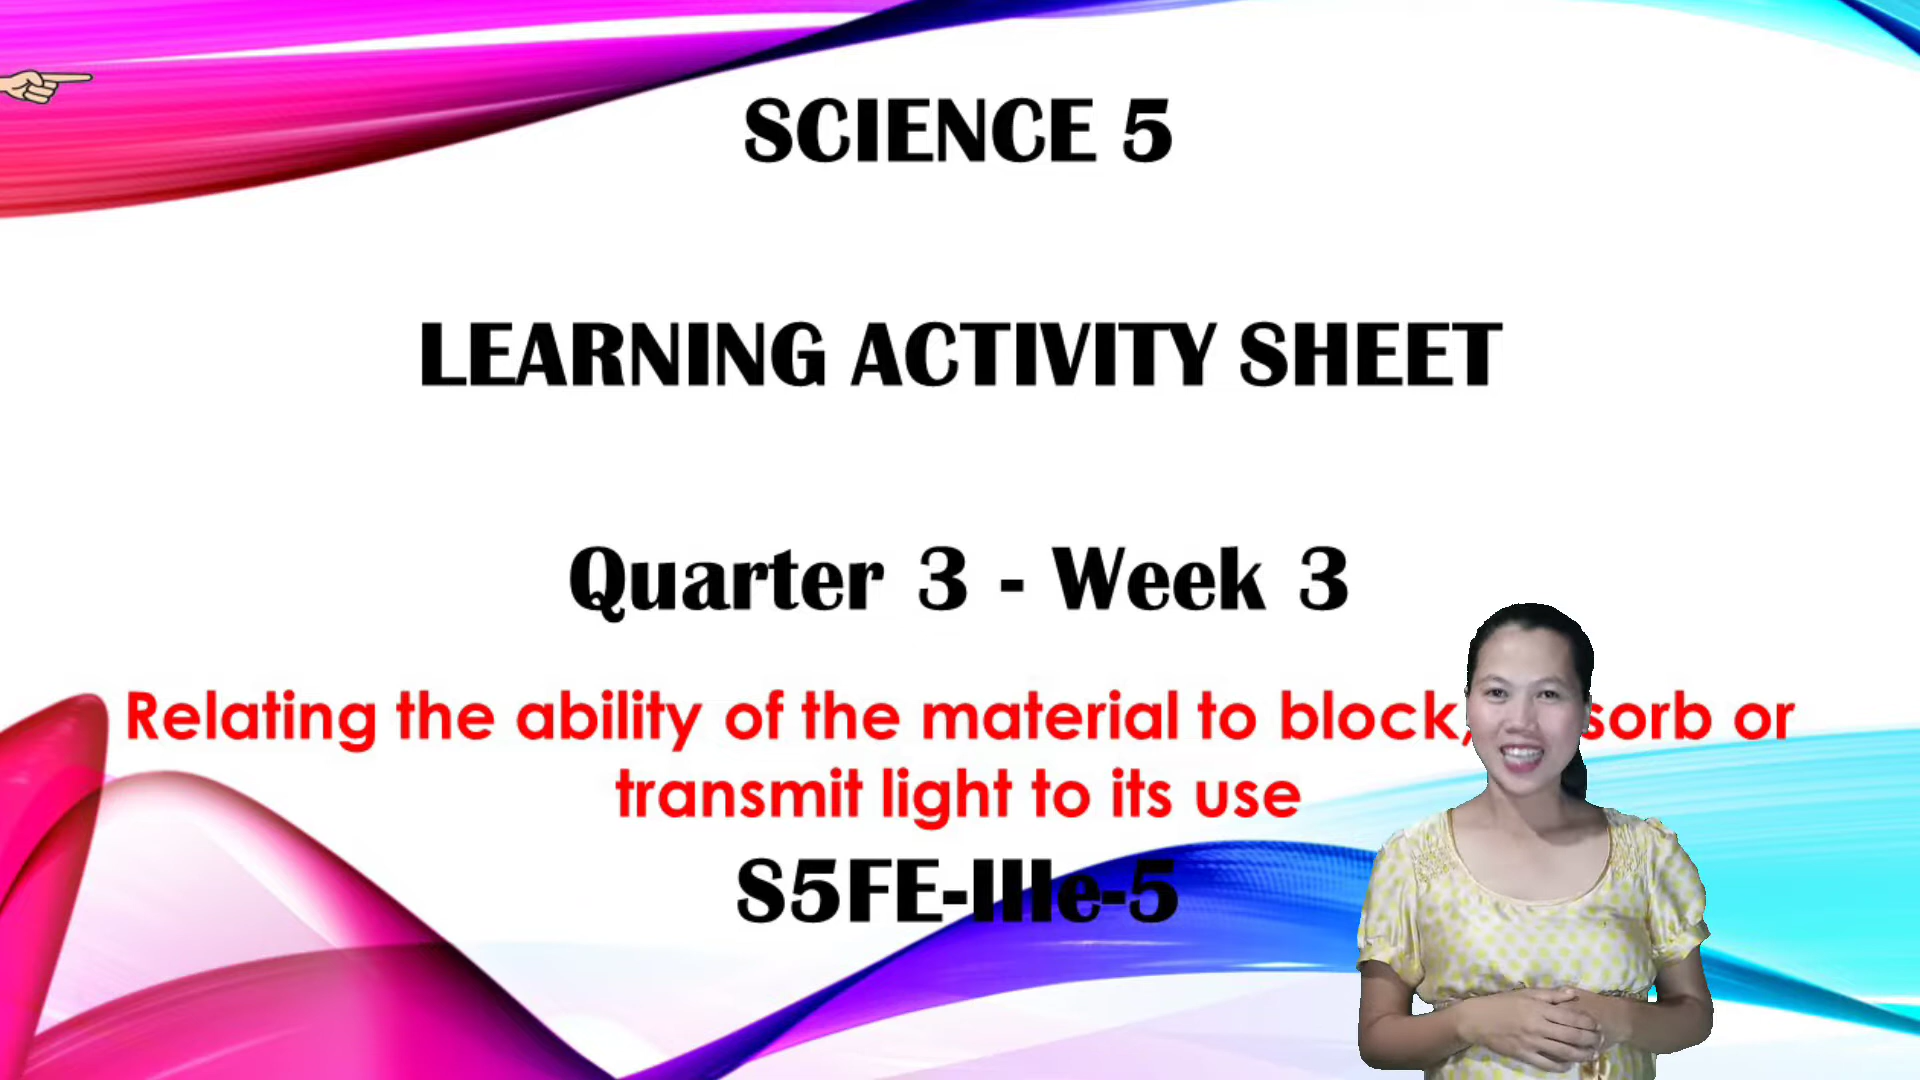 SCIENCE 5
LEARNING ACTIVITY SHEET
Quarter 3 - Week 3
Relating the ability of the material to block, sorb or
transmit light to its use
S5FE-IIIe-5